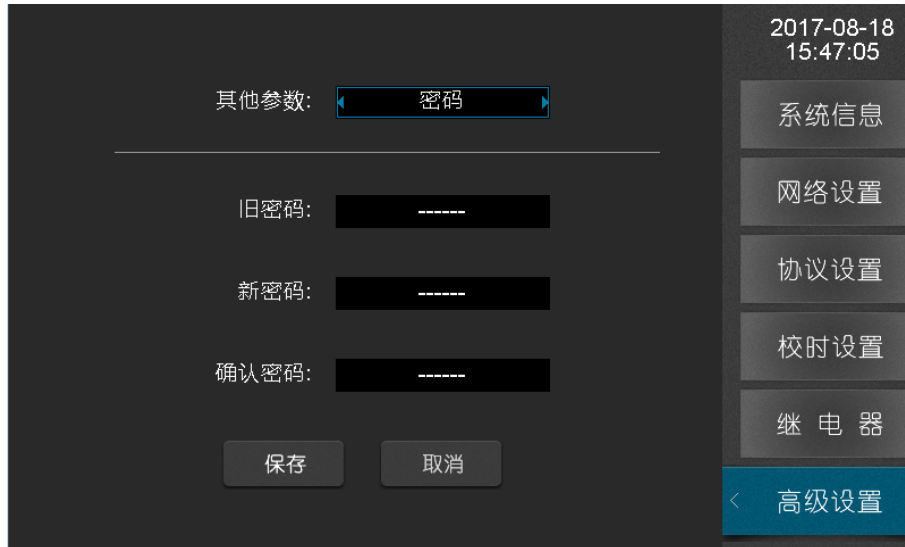 2017-08-18
15:47:05
其他参数: 密码
旧密码: ------
新密码: ------
确认密码: ------
保存 取消
系统信息
网络设置
协议设置
校时设置
继 电 器
< 高级设置